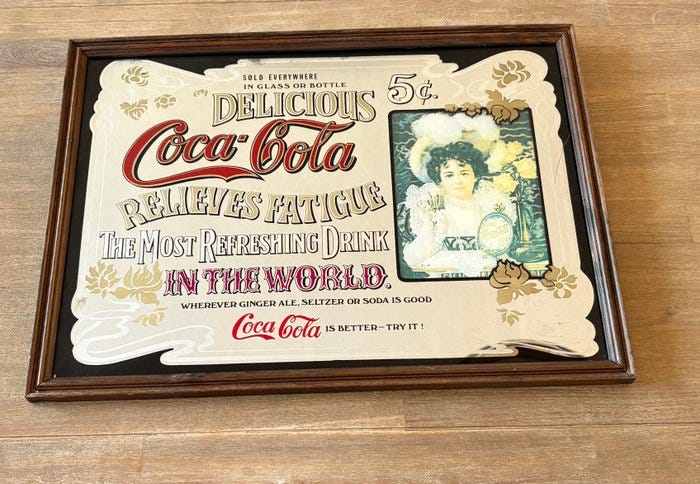 SOLD EVERYWHERE
IN GLASS OR BOTTLE
5¢.
DELICIOUS
Coca-Cola
RELIEVES FATIGUE
THE MOST REFRESHING DRINK
IN THE WORLD.
WHEREVER GINGER ALE, SELTZER OR SODA IS GOOD
Coca Cola IS BETTER-TRY IT!